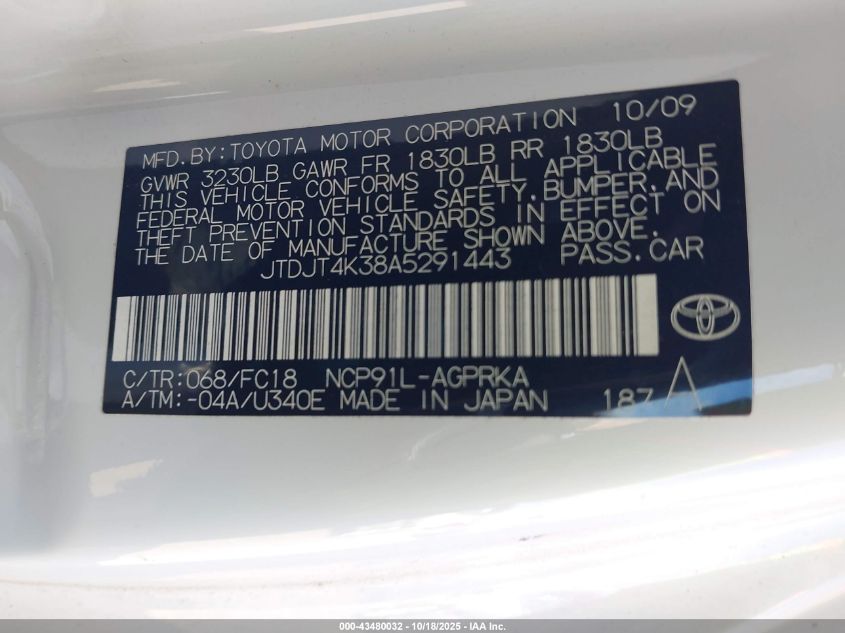 MFD. BY: TOYOTA MOTOR CORPORATION 10/09
GVWR 3230LB GAWR FR 1830LB RR 1830LB
THIS VEHICLE CONFORMS TO ALL APPLICABLE
FEDERAL MOTOR VEHICLE SAFETY, BUMPER, AND
THEFT PREVENTION STANDARDS IN EFFECT ON
THE DATE OF MANUFACTURE SHOWN ABOVE.
JTDJT4K38A5291443 PASS. CAR
C/TR:068/FC18 NCP91L-AGPRKA
A/TM:-04A/U340E MADE IN JAPAN 187
000-43480032 - 10/18/2025 - IAA Inc.